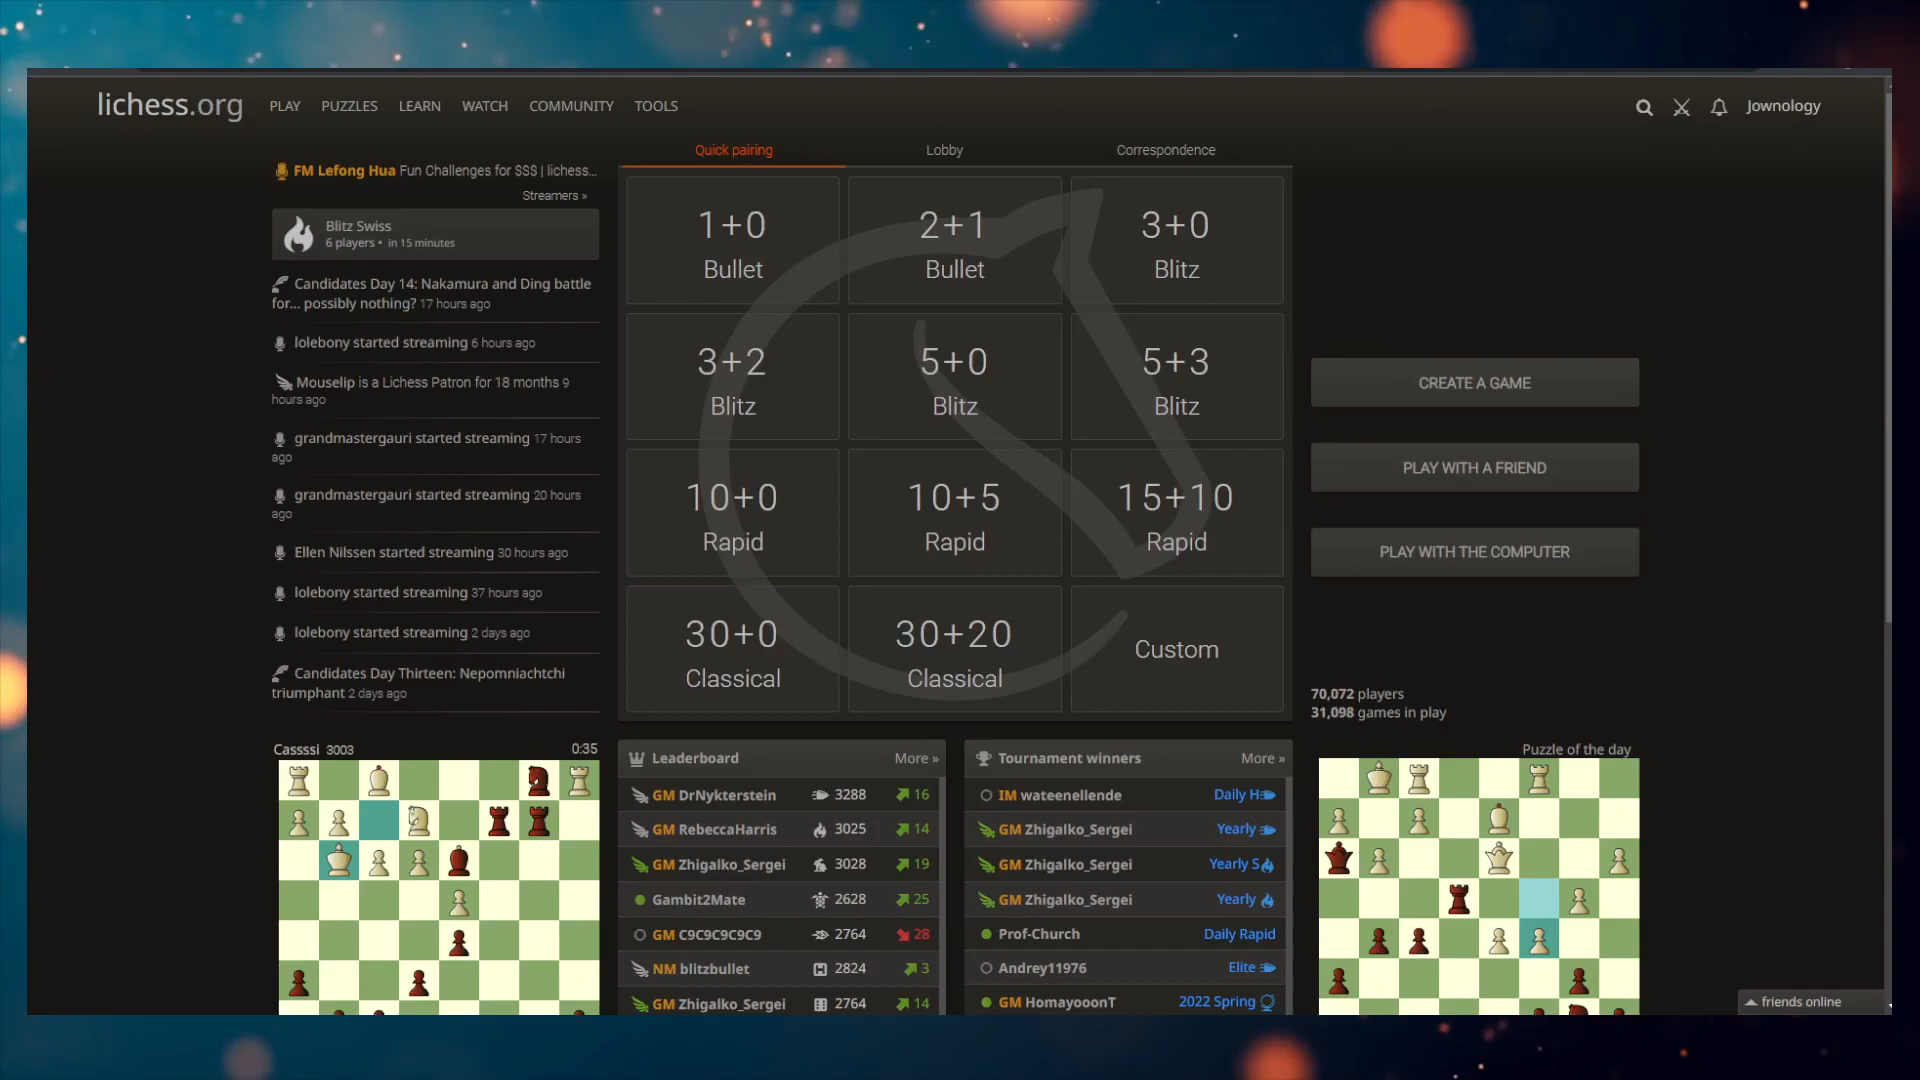 lichess.org PLAY PUZZLES LEARN WATCH COMMUNITY TOOLS Jownology
FM Lefong Hua Fun Challenges for $$$ | lichess...
Streamers »
Blitz Swiss
6 players • in 15 minutes
Candidates Day 14: Nakamura and Ding battle
for... possibly nothing? 17 hours ago
lolebony started streaming 6 hours ago
Mouselip is a Lichess Patron for 18 months 9
hours ago
grandmastergauri started streaming 17 hours
ago
grandmastergauri started streaming 20 hours
ago
Ellen Nilssen started streaming 30 hours ago
lolebony started streaming 37 hours ago
lolebony started streaming 2 days ago
Candidates Day Thirteen: Nepomniachtchi
triumphant 2 days ago
Quick pairing Lobby Correspondence
1+0 2+1 3+0
Bullet Bullet Blitz
3+2 5+0 5+3
Blitz Blitz Blitz
10+0 10+5 15+10
Rapid Rapid Rapid
30+0 30+20 Custom
Classical Classical
CREATE A GAME
PLAY WITH A FRIEND
PLAY WITH THE COMPUTER
70,072 players
31,098 games in play
Cassssi 3003 0:35
Leaderboard More »
GM DrNykterstein 3288 16
GM RebeccaHarris 3025 14
GM Zhigalko_Sergei 3028 19
Gambit2Mate 2628 25
GM C9C9C9C9C9 2764 28
NM blitzbullet 2824 3
GM Zhigalko_Sergei 2764 14
Tournament winners More »
IM wateenellende Daily H
GM Zhigalko_Sergei Yearly
GM Zhigalko_Sergei Yearly S
GM Zhigalko_Sergei Yearly
Prof-Church Daily Rapid
Andrey11976 Elite
GM HomayooonT 2022 Spring
Puzzle of the day
friends online